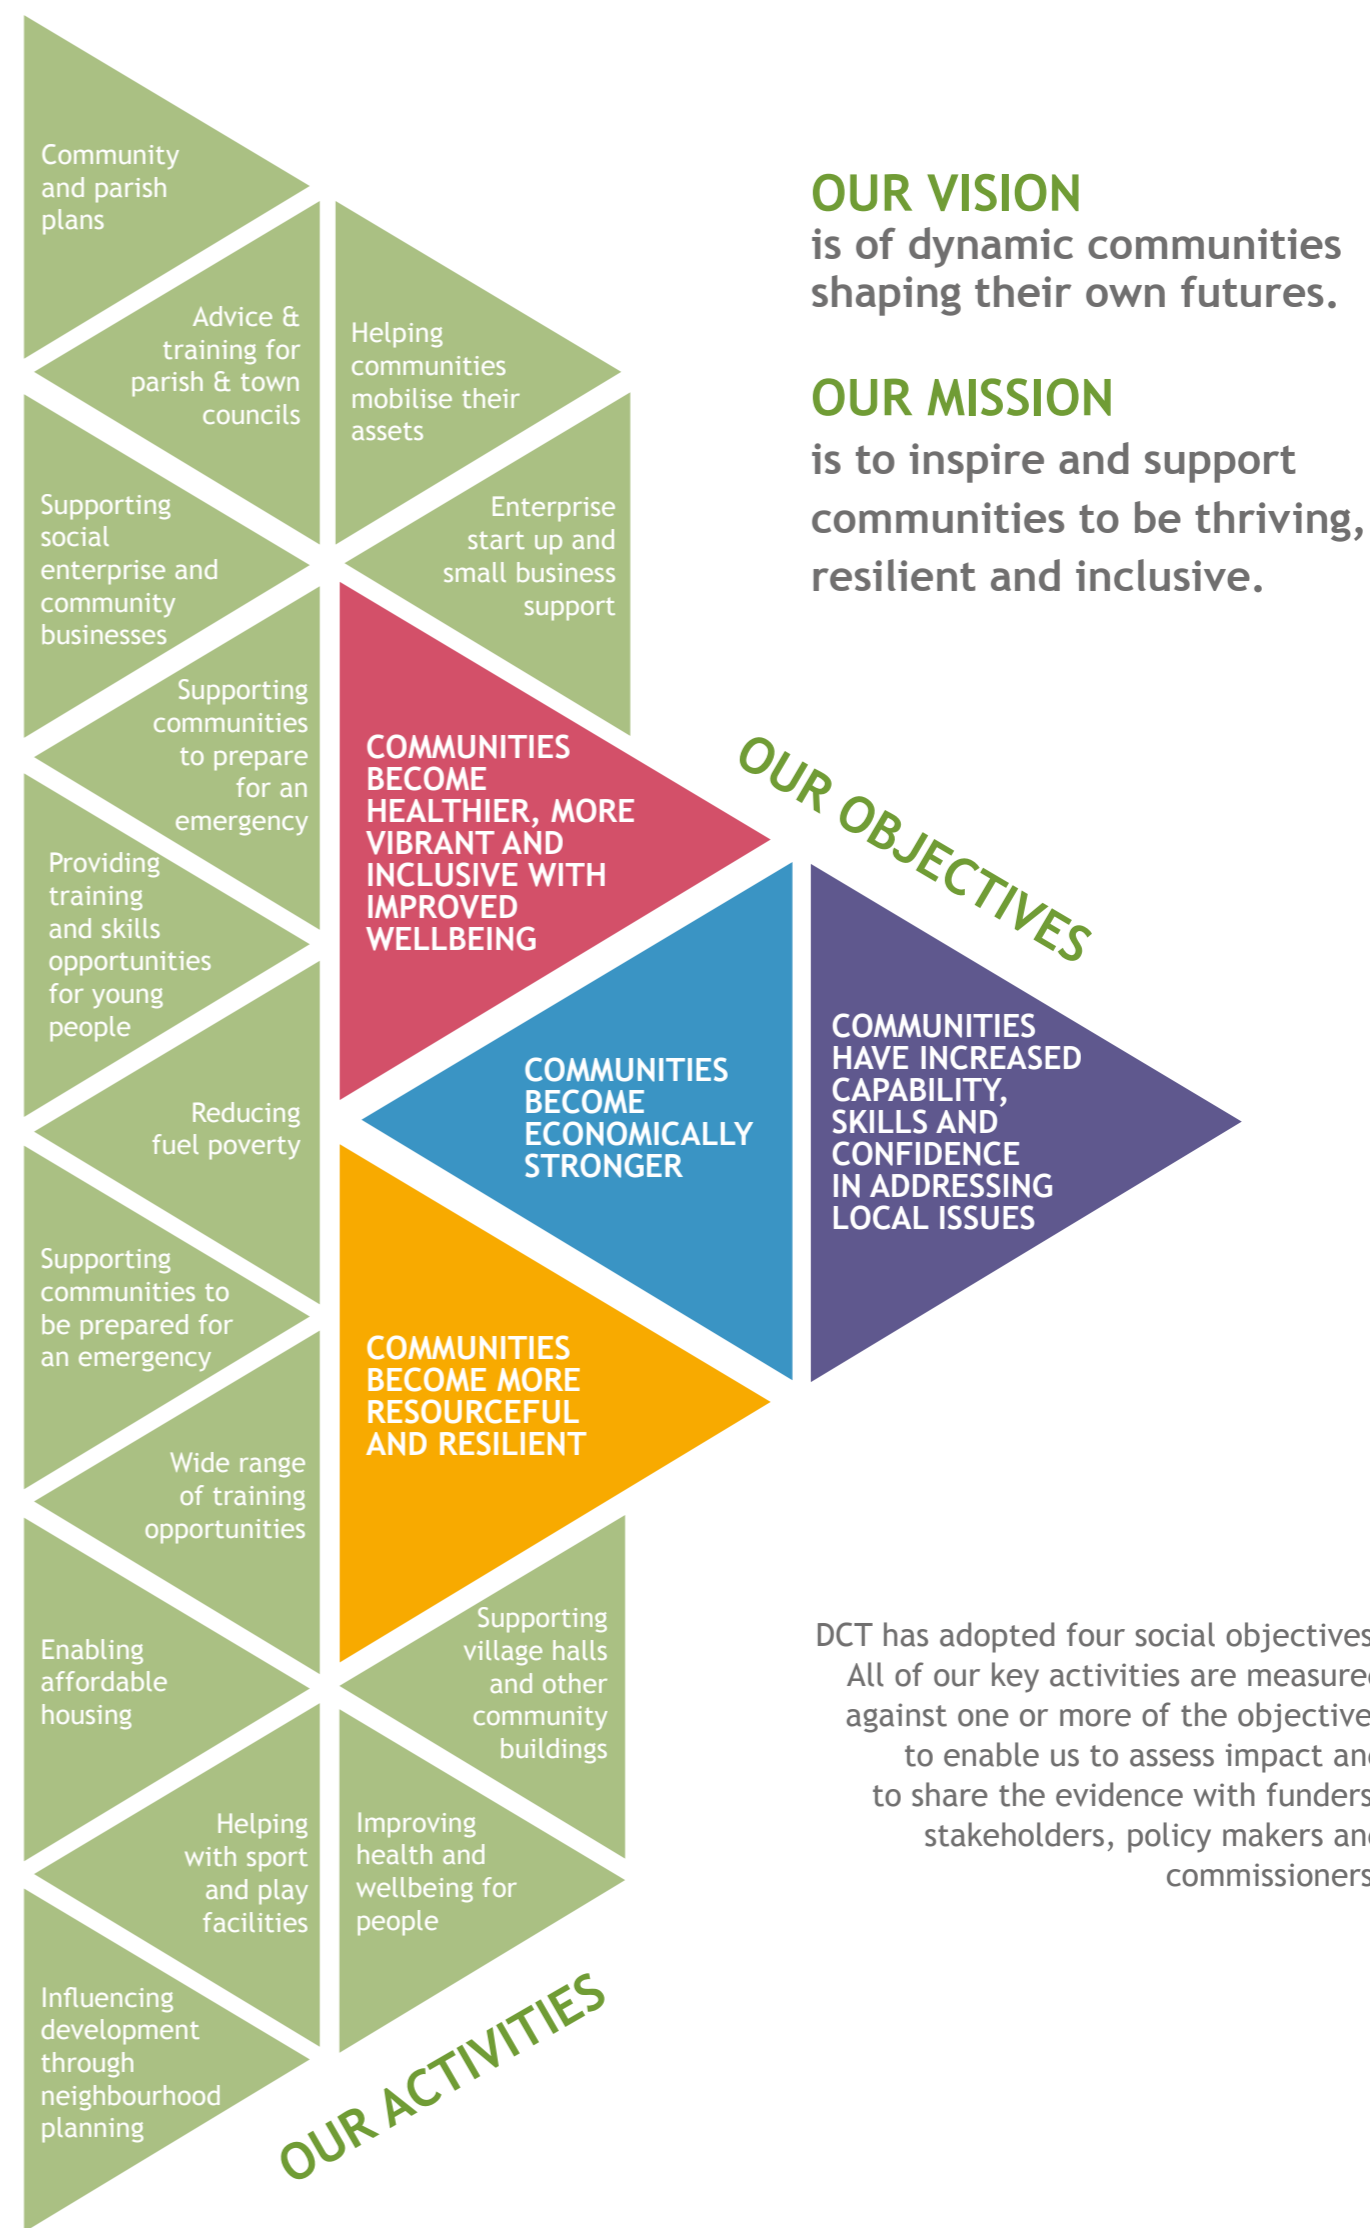 Community
and parish
plans
Advice &
training for
parish & town
councils
Helping
communities
mobilise their
assets
Supporting
social
enterprise and
community
businesses
Enterprise
start up and
small business
support
Supporting
communities
to prepare
for an
emergency
Providing
training
and skills
opportunities
for young
people
Reducing
fuel poverty
Supporting
communities to
be prepared for
an emergency
Wide range
of training
opportunities
Enabling
affordable
housing
Supporting
village halls
and other
community
buildings
Helping
with sport
and play
facilities
Improving
health and
wellbeing for
people
Influencing
development
through
neighbourhood
planning
OUR ACTIVITIES
COMMUNITIES
BECOME
HEALTHIER, MORE
VIBRANT AND
INCLUSIVE WITH
IMPROVED
WELLBEING
COMMUNITIES
BECOME
ECONOMICALLY
STRONGER
COMMUNITIES
BECOME MORE
RESOURCEFUL
AND RESILIENT
COMMUNITIES
HAVE INCREASED
CAPABILITY,
SKILLS AND
CONFIDENCE
IN ADDRESSING
LOCAL ISSUES
OUR OBJECTIVES
OUR VISION
is of dynamic communities
shaping their own futures.
OUR MISSION
is to inspire and support
communities to be thriving,
resilient and inclusive.
DCT has adopted four social objectives
All of our key activities are measured
against one or more of the objective
to enable us to assess impact and
to share the evidence with funders
stakeholders, policy makers and
commissioners